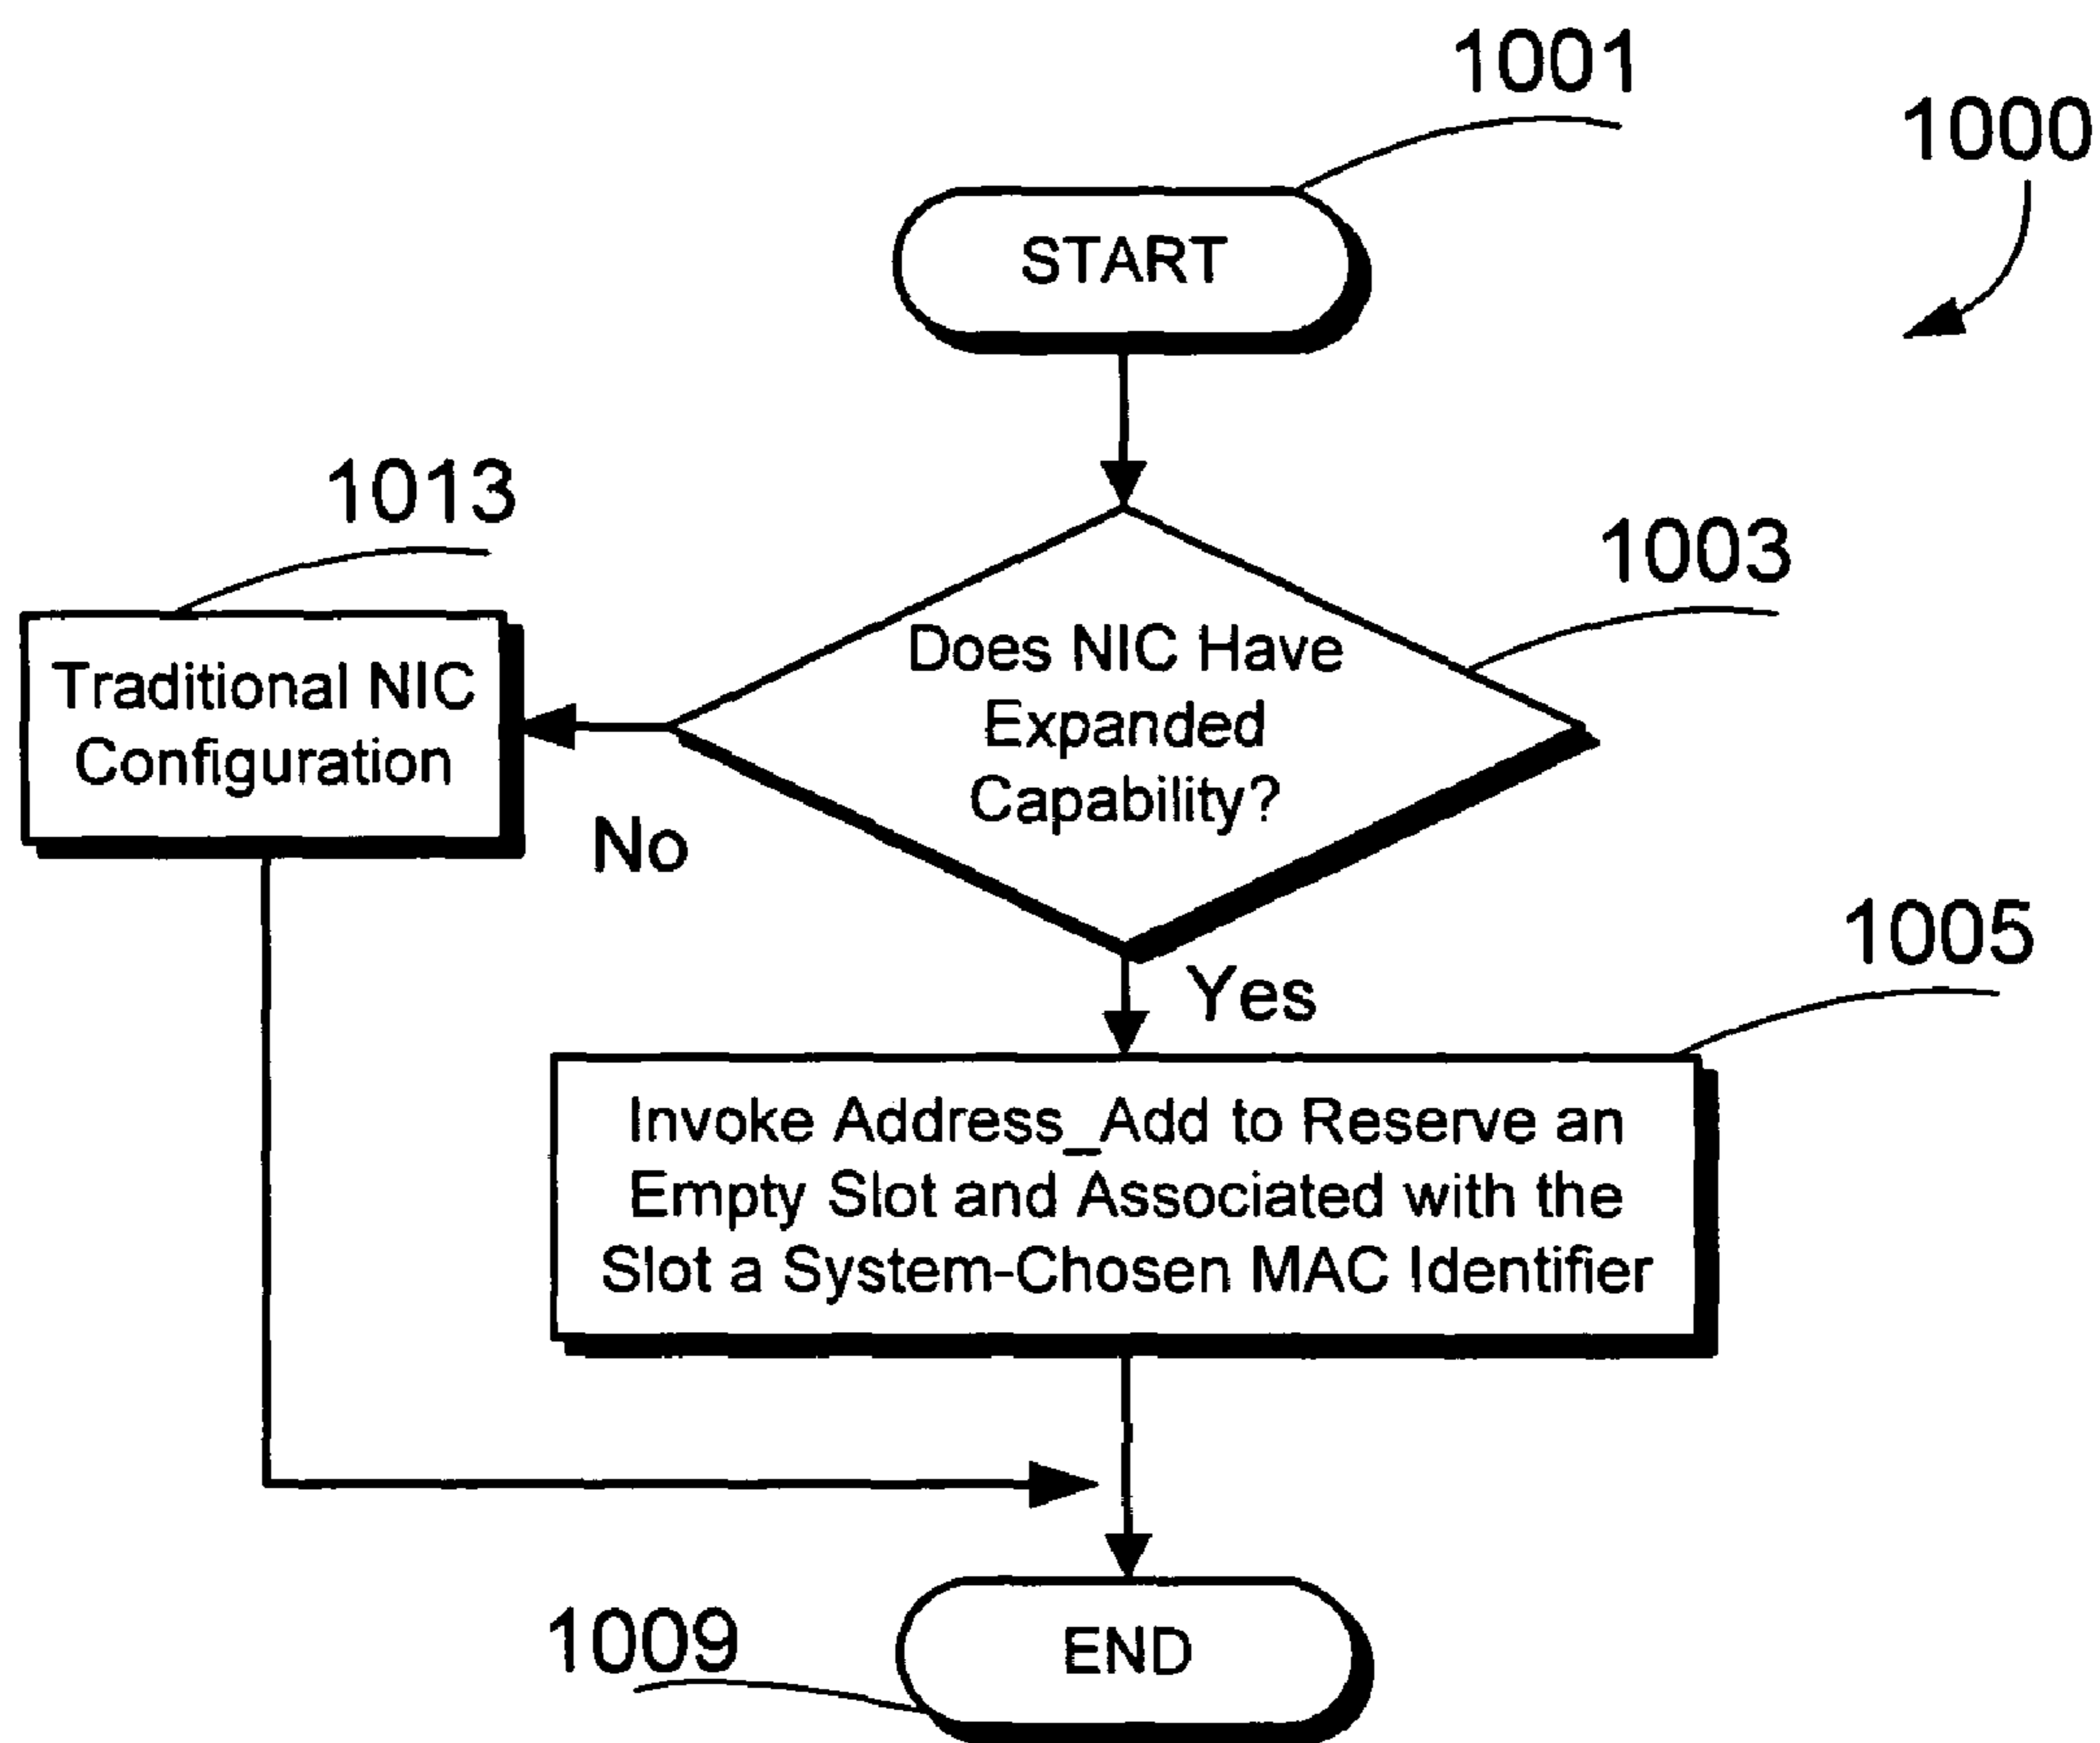 1001
1000
START
1013
1003
Does NIC Have
Expanded
Capability?
Traditional NIC
Configuration
No
1005
Yes
Invoke Address_Add to Reserve an
Empty Slot and Associated with the
Slot a System-Chosen MAC Identifier
1009
END